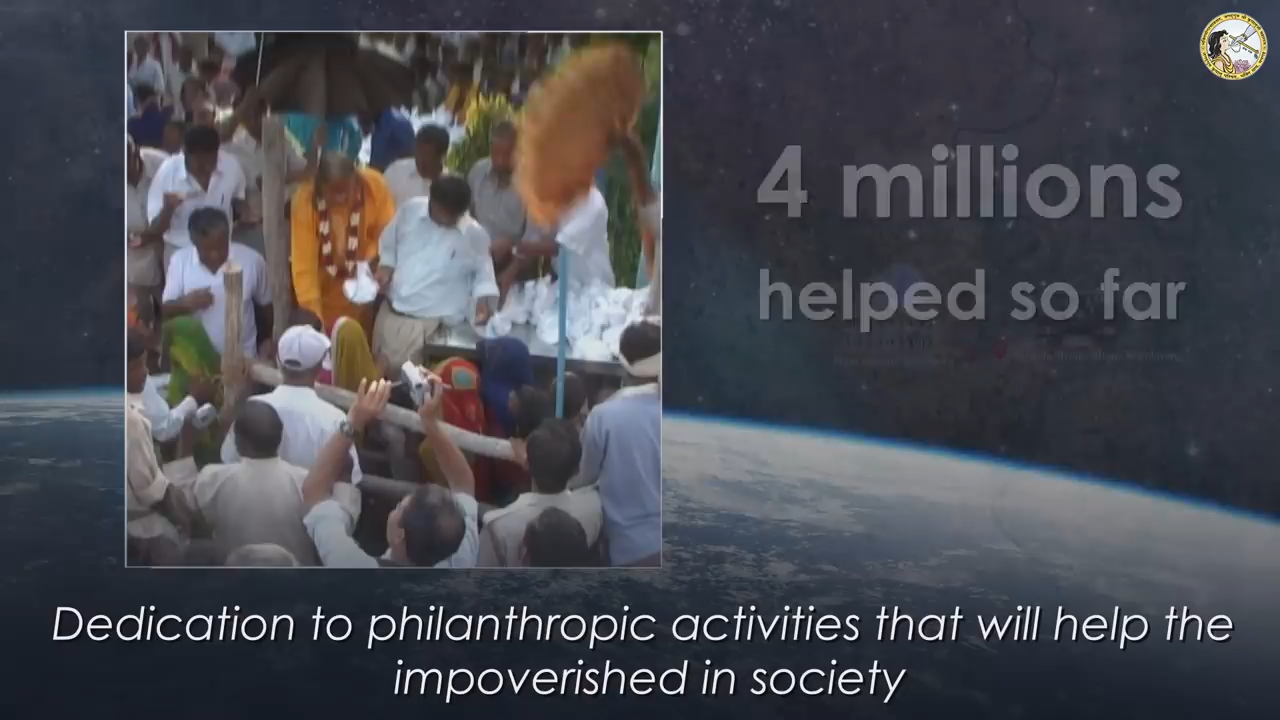 4 millions
helped so far
Dedication to philanthropic activities that will help the
impoverished in society